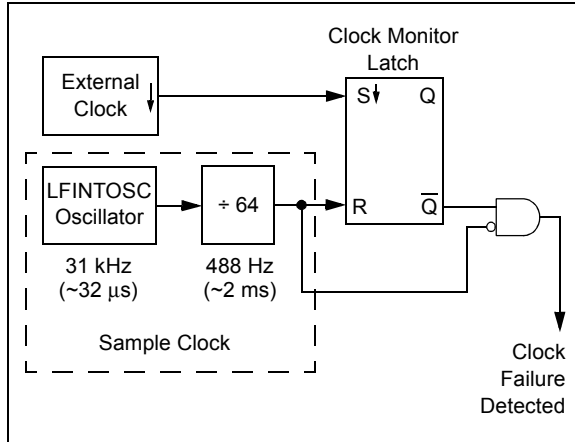 Clock Monitor
Latch
External
Clock
S
Q
LFINTOSC
Oscillator
÷ 64
R
Q̅
31 kHz
(~32 μs)
488 Hz
(~2 ms)
Sample Clock
Clock
Failure
Detected